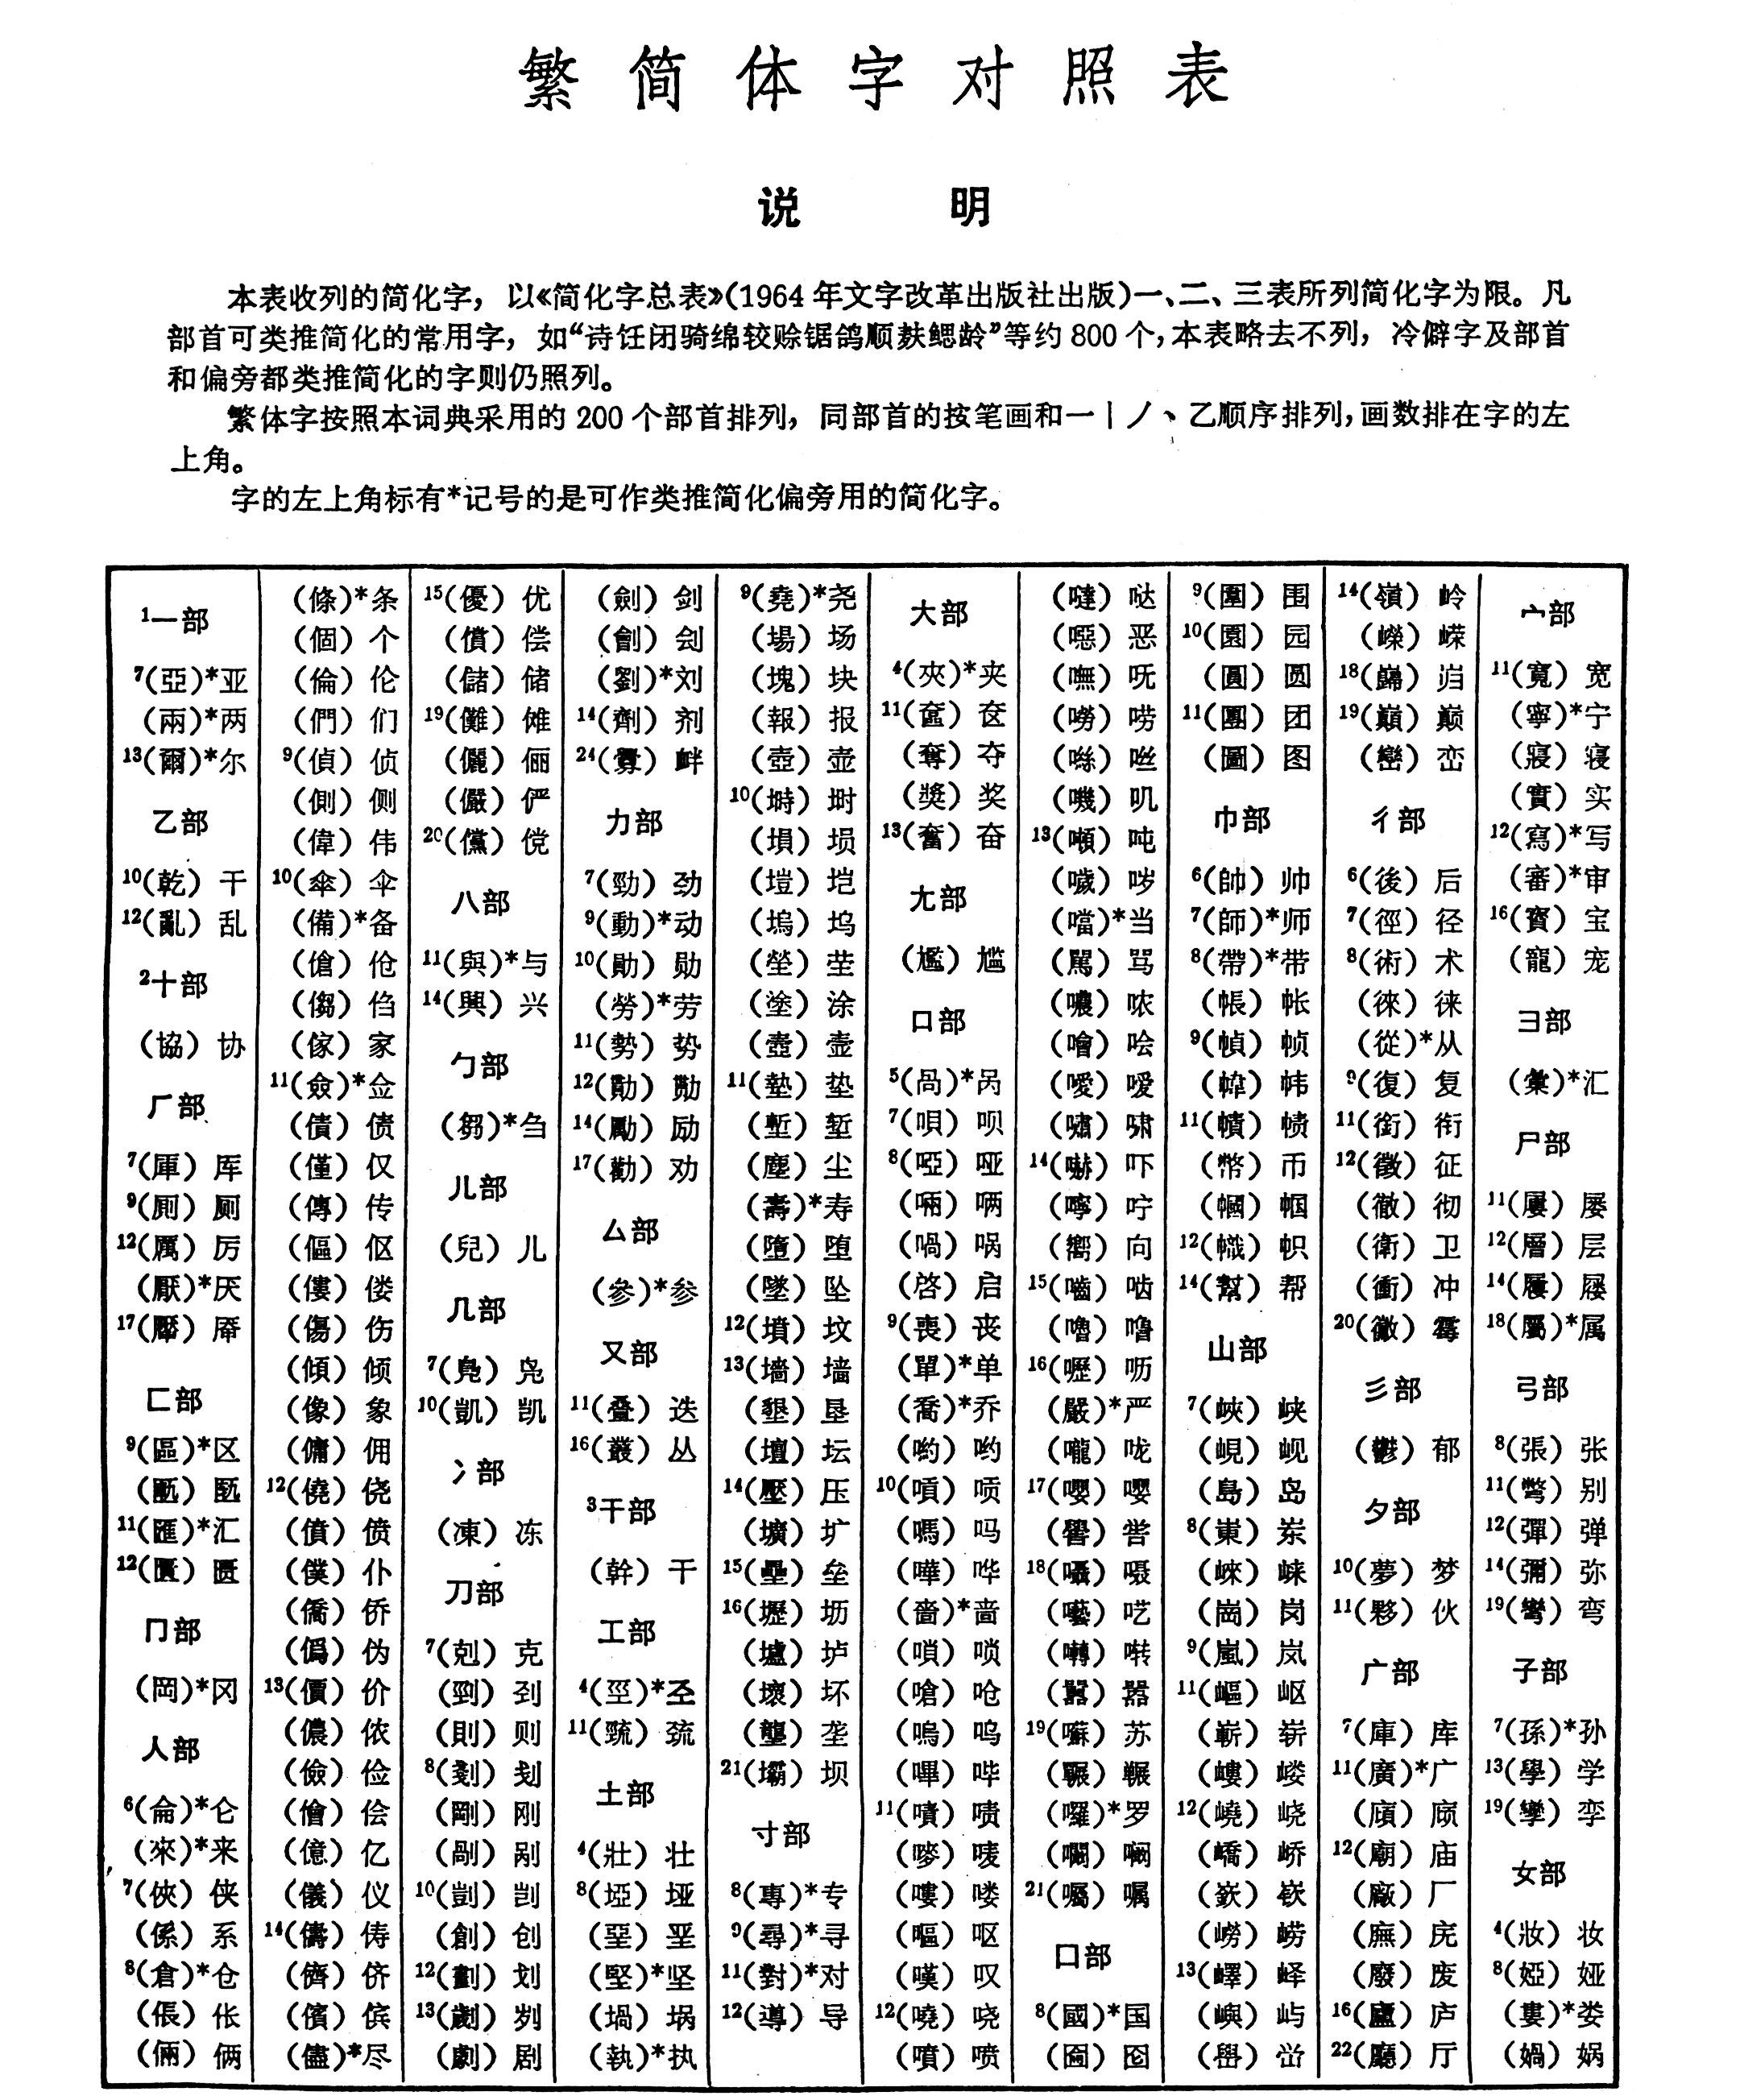 繁简体字对照表
说明
本表收列的简化字，以《简化字总表》（1964年文字改革出版社出版）一、二、三表所列简化字为限。凡
部首可类推简化的常用字，如“诗饪闭骑绵较赊锯鸽顺麸鳃龄”等约800个，本表略去不列，冷僻字及部首
和偏旁都类推简化的字则仍照列。
繁体字按照本词典采用的200个部首排列，同部首的按笔画和一丨丿丶乙顺序排列，画数排在字的左
上角。
字的左上角标有*记号的是可作类推简化偏旁用的简化字。
1一部
7(亞)*亚
(兩)*两
13(爾)*尔
乙部
10(乾) 干
12(亂) 乱
2十部
(協) 协
厂部
7(厙) 厍
9(厠) 厕
12(厲) 厉
(厭)*厌
17(厴) 厣
匚部
9(區)*区
(匭) 匦
11(匯)*汇
12(匱) 匮
冂部
(岡)*冈
人部
6(侖)*仑
(來)*来
7(俠) 侠
(係) 系
8(倉)*仓
(倀) 伥
(倆) 俩
(條)*条
(個) 个
(倫) 伦
(們) 们
9(偵) 侦
(側) 侧
(偉) 伟
10(傘) 伞
(備)*备
(傖) 伧
(傷) 㑇
(傢) 家
11(僉)*佥
(債) 债
(僅) 仅
(傳) 传
(傴) 伛
(僂) 偻
(傷) 伤
(傾) 倾
(像) 象
(傭) 佣
12(僥) 侥
(僨) 偾
(僕) 仆
(僑) 侨
(僞) 伪
13(價) 价
(儂) 侬
(儉) 俭
(儈) 侩
(億) 亿
(儀) 仪
14(儔) 俦
(儕) 侪
(儐) 傧
(儘)*尽
15(優) 优
(償) 偿
(儲) 储
19(儺) 傩
(儷) 俪
(儼) 俨
20(儻) 傥
八部
11(與)*与
14(興) 兴
勹部
(芻)*刍
儿部
(兒) 儿
几部
7(鳧) 凫
10(凱) 凯
冫部
(凍) 冻
刀部
7(剋) 克
(剄) 刭
(則) 则
8(剗) 刬
(剛) 刚
(剮) 剐
10(剴) 剀
(創) 创
12(劃) 划
13(劌) 刿
(劇) 剧
(劍) 剑
(劊) 刽
(劉)*刘
14(劑) 剂
24(釁) 衅
力部
7(勁) 劲
9(動)*动
10(勛) 勋
(勞)*劳
11(勢) 势
12(勩) 勚
14(勵) 励
17(勸) 劝
厶部
(參)*参
又部
11(疊) 迭
16(叢) 丛
3干部
(幹) 干
工部
4(巠)*𢀖
11(巰) 巯
土部
4(壯) 壮
8(埡) 垭
(堊) 垩
(堅)*坚
(堝) 埚
(執)*执
9(堯)*尧
(場) 场
(塊) 块
(報) 报
(壺) 壶
10(塒) 埘
(塤) 埙
(塏) 垲
(塢) 坞
(塋) 茔
(塗) 涂
(壼) 壸
11(墊) 垫
(塹) 堑
(塵) 尘
(壽)*寿
(墮) 堕
(墜) 坠
12(墳) 坟
13(墻) 墙
(墾) 垦
(壇) 坛
14(壓) 压
(壙) 圹
15(壘) 垒
16(壢) 坜
(壚) 垆
(壞) 坏
(壟) 垄
21(壩) 坝
寸部
8(專)*专
9(尋)*寻
11(對)*对
12(導) 导
大部
4(夾)*夹
11(奩) 奁
(奪) 夺
(奬) 奖
13(奮) 奋
尢部
(尷) 尴
口部
5(咼)*呙
7(唄) 呗
8(啞) 哑
(啢) 唡
(喎) 㖞
(啓) 启
9(喪) 丧
(單)*单
(喬)*乔
(喲) 哟
10(嗊) 唝
(嗎) 吗
(嘩) 哗
(嗇)*啬
(嗩) 唢
(嗆) 呛
(嗚) 呜
(嗶) 哔
11(嘖) 啧
(嘜) 唛
(嘍) 喽
(嘔) 呕
(嘆) 叹
12(嘵) 哓
(噴) 喷
(噠) 哒
(噁) 恶
(嘸) 呒
(嘮) 唠
(噝) 咝
(嘰) 叽
13(噸) 吨
(噦) 哕
(噹)*当
(駡) 骂
(噥) 哝
(噲) 哙
(噯) 嗳
(嘯) 啸
14(嚇) 吓
(嚀) 咛
(嚮) 向
15(嚙) 啮
(嚕) 噜
16(嚦) 呖
(嚴)*严
(嚨) 咙
17(嚶) 嘤
(嚳) 喾
18(囁) 嗫
(囈) 呓
(囀) 啭
(囂) 嚣
19(囌) 苏
(囅) 冁
(囉)*罗
(㘎) 㘎
21(囑) 嘱
囗部
8(國)*国
(圇) 囵
9(圍) 围
10(園) 园
(圓) 圆
11(團) 团
(圖) 图
巾部
6(帥) 帅
7(師)*师
8(帶)*带
(帳) 帐
9(幀) 帧
(幃) 帏
11(幘) 帻
(幣) 币
(幗) 帼
12(幟) 帜
14(幫) 帮
山部
7(峽) 峡
(峴) 岘
(島) 岛
8(崬) 岽
(崍) 崃
(崗) 岗
9(嵐) 岚
11(嶇) 岖
(嶄) 崭
(嶁) 嵝
12(嶢) 峣
(嶠) 峤
(嶔) 嵚
(嶗) 崂
13(嶧) 峄
(嶼) 屿
(嶨) 峃
14(嶺) 岭
(嶸) 嵘
18(巋) 岿
19(巔) 巅
(巒) 峦
彳部
6(後) 后
7(徑) 径
8(術) 术
(徠) 徕
(從)*从
9(復) 复
11(銜) 衔
12(徵) 征
(徹) 彻
(衛) 卫
(衝) 冲
20(黴) 霉
彡部
(鬱) 郁
夕部
10(夢) 梦
11(夥) 伙
广部
7(庫) 库
11(廣)*广
(廎) 庼
12(廟) 庙
(廠) 厂
(廡) 庑
(廢) 废
16(廬) 庐
22(廳) 厅
宀部
11(寬) 宽
(寧)*宁
(寢) 寝
(實) 实
12(寫)*写
(審)*审
16(寶) 宝
(寵) 宠
彐部
(彙)*汇
尸部
11(屢) 屡
12(層) 层
14(屨) 屦
18(屬)*属
弓部
8(張) 张
11(彆) 别
12(彈) 弹
14(彌) 弥
19(彎) 弯
子部
7(孫)*孙
13(學) 学
19(孿) 孪
女部
4(妝) 妆
8(婭) 娅
(婁)*娄
(媧) 娲